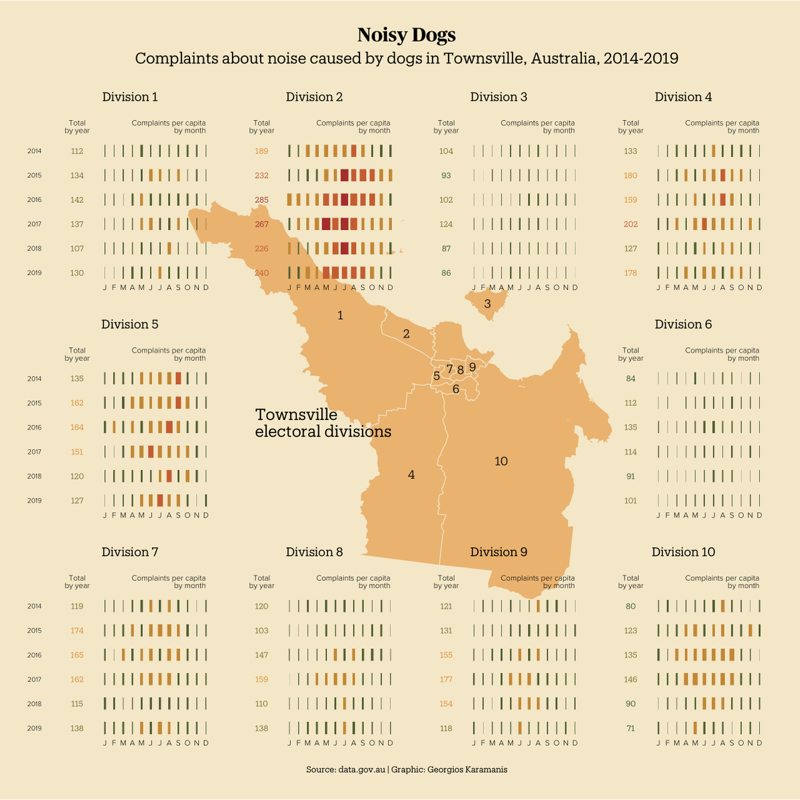 Noisy Dogs
Complaints about noise caused by dogs in Townsville, Australia, 2014-2019
Division 1
Total
by year
Complaints per capita
by month
2014 112
2015 134
2016 142
2017 137
2018 107
2019 130
J F M A M J J A S O N D
Division 2
Total
by year
Complaints per capita
by month
189
232
285
267
226
240
J F M A M J J A S O N D
Division 3
Total
by year
Complaints per capita
by month
104
93
102
124
87
86
J F M A M J J A S O N D
Division 4
Total
by year
Complaints per capita
by month
133
180
159
202
127
178
J F M A M J J A S O N D
Division 5
Total
by year
Complaints per capita
by month
2014 135
2015 162
2016 164
2017 151
2018 120
2019 127
J F M A M J J A S O N D
3
1
2
5
7
8
9
6
Townsville
electoral divisions
4
10
Division 6
Total
by year
Complaints per capita
by month
84
112
135
114
91
101
J F M A M J J A S O N D
Division 7
Total
by year
Complaints per capita
by month
2014 119
2015 174
2016 165
2017 162
2018 115
2019 138
J F M A M J J A S O N D
Division 8
Total
by year
Complaints per capita
by month
120
103
147
159
110
138
J F M A M J J A S O N D
Division 9
Total
by year
Complaints per capita
by month
121
131
155
177
154
118
J F M A M J J A S O N D
Division 10
Total
by year
Complaints per capita
by month
80
123
135
146
90
71
J F M A M J J A S O N D
Source: data.gov.au | Graphic: Georgios Karamanis